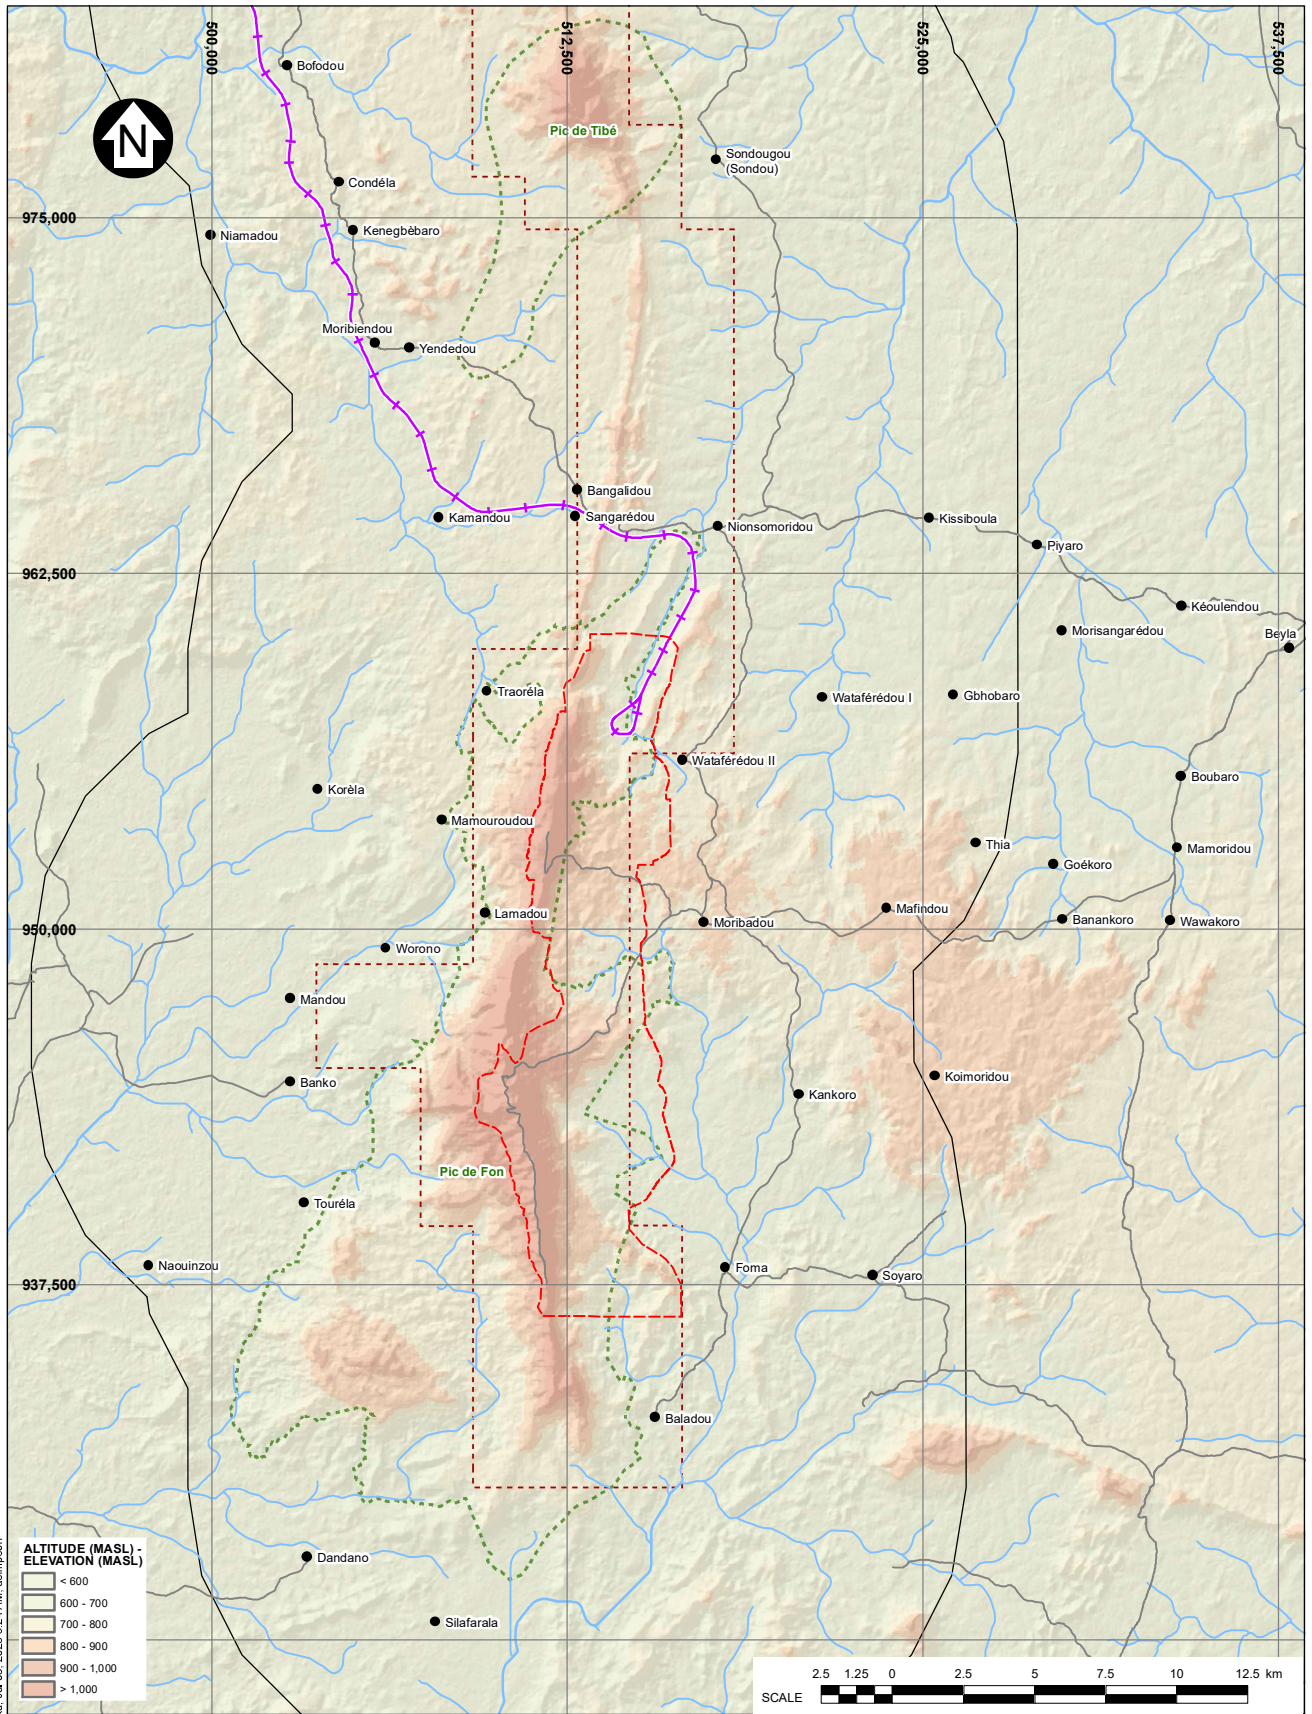 500,000
512,500
525,000
537,500
Bofodou
N
Pic de Tibé
Sondougou
(Sondou)
Condéla
975,000
Niamadou
Kenegbèbaro
Moribiendou
Yendedou
Bangalidou
Kamandou
Sangarédou
Nionsomoridou
Kissiboula
Piyaro
962,500
Kéoulendou
Morisangarédou
Beyla
Traoréla
Wataférédou I
Gbhobaro
Wataférédou II
Boubaro
Korèla
Mamouroudou
Thia
Mamoridou
Goékoro
Lamadou
Mafindou
Moribadou
Banankoro
Wawakoro
950,000
Worono
Mandou
Banko
Koimoridou
Kankoro
Pic de Fon
Touréla
Naouinzou
Foma
Soyaro
937,500
Baladou
Dandano
Silafarala
ALTITUDE (MASL) -
ELEVATION (MASL)
< 600
600 - 700
700 - 800
800 - 900
900 - 1,000
> 1,000
2.5 1.25 0 2.5 5 7.5 10 12.5 km
SCALE